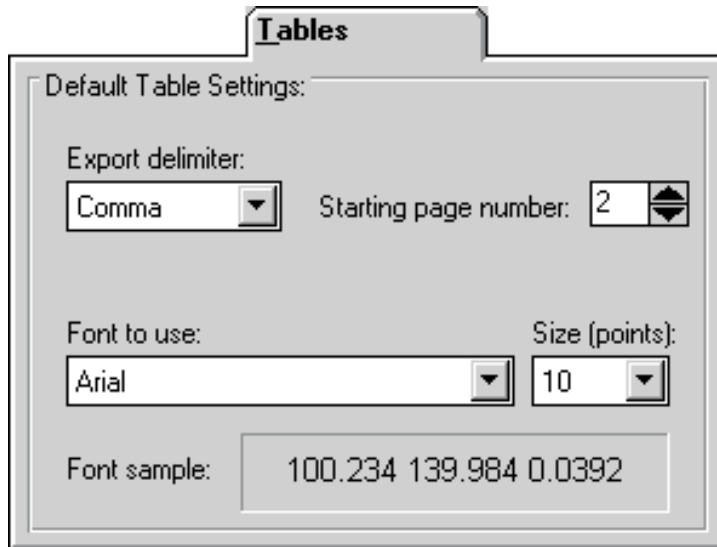 Tables
Default Table Settings:
Export delimiter:
Comma
Starting page number: 2
Font to use:
Size (points):
Arial
10
Font sample:
100.234 139.984 0.0392